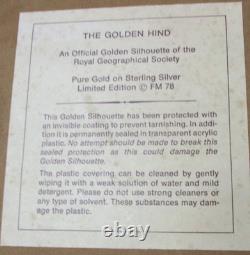 THE GOLDEN HIND
An Official Golden Silhouette of the
Royal Geographical Society
Pure Gold on Sterling Silver
Limited Edition © FM 78
This Golden Silhouette has been protected with
an invisible coating to prevent tarnishing. In addi-
tion it is permanently sealed in transparent acrylic
plastic. No attempt should be made to break this
sealed protection as this could damage the
Golden Silhouette.
The plastic covering can be cleaned by gently
wiping it with a weak solution of water and mild
detergent. Please do not use strong cleaners or
any type of solvent. These substances may dam-
age the plastic.